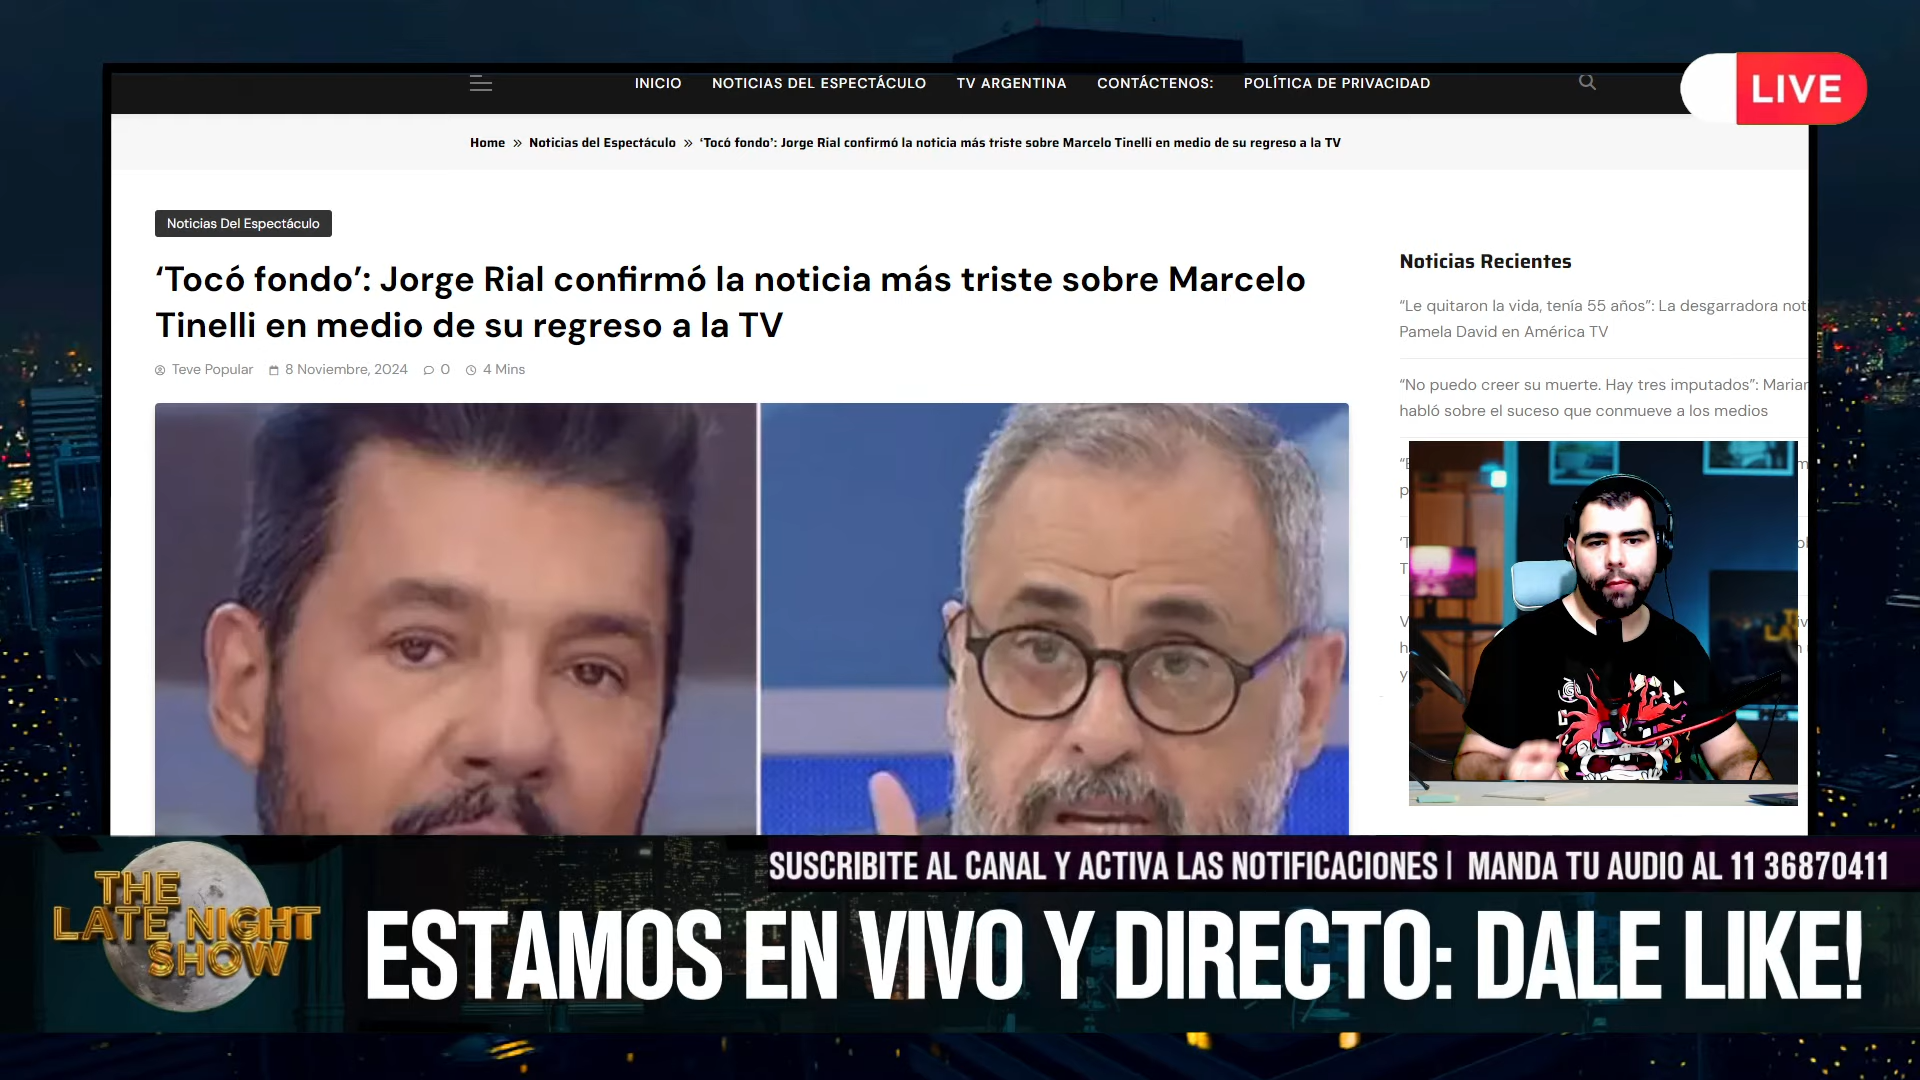 LIVE
INICIO NOTICIAS DEL ESPECTÁCULO TV ARGENTINA CONTÁCTENOS: POLÍTICA DE PRIVACIDAD
Home » Noticias del Espectáculo » ‘Tocó fondo’: Jorge Rial confirmó la noticia más triste sobre Marcelo Tinelli en medio de su regreso a la TV
Noticias Del Espectáculo
‘Tocó fondo’: Jorge Rial confirmó la noticia más triste sobre Marcelo
Tinelli en medio de su regreso a la TV
Teve Popular 8 Noviembre, 2024 0 4 Mins
Noticias Recientes
“Le quitaron la vida, tenía 55 años”: La desgarradora noti
Pamela David en América TV
“No puedo creer su muerte. Hay tres imputados”: Marian
habló sobre el suceso que conmueve a los medios
SUSCRIBITE AL CANAL Y ACTIVA LAS NOTIFICACIONES | MANDA TU AUDIO AL 11 36870411
THE
LATE NIGHT
SHOW
ESTAMOS EN VIVO Y DIRECTO: DALE LIKE!